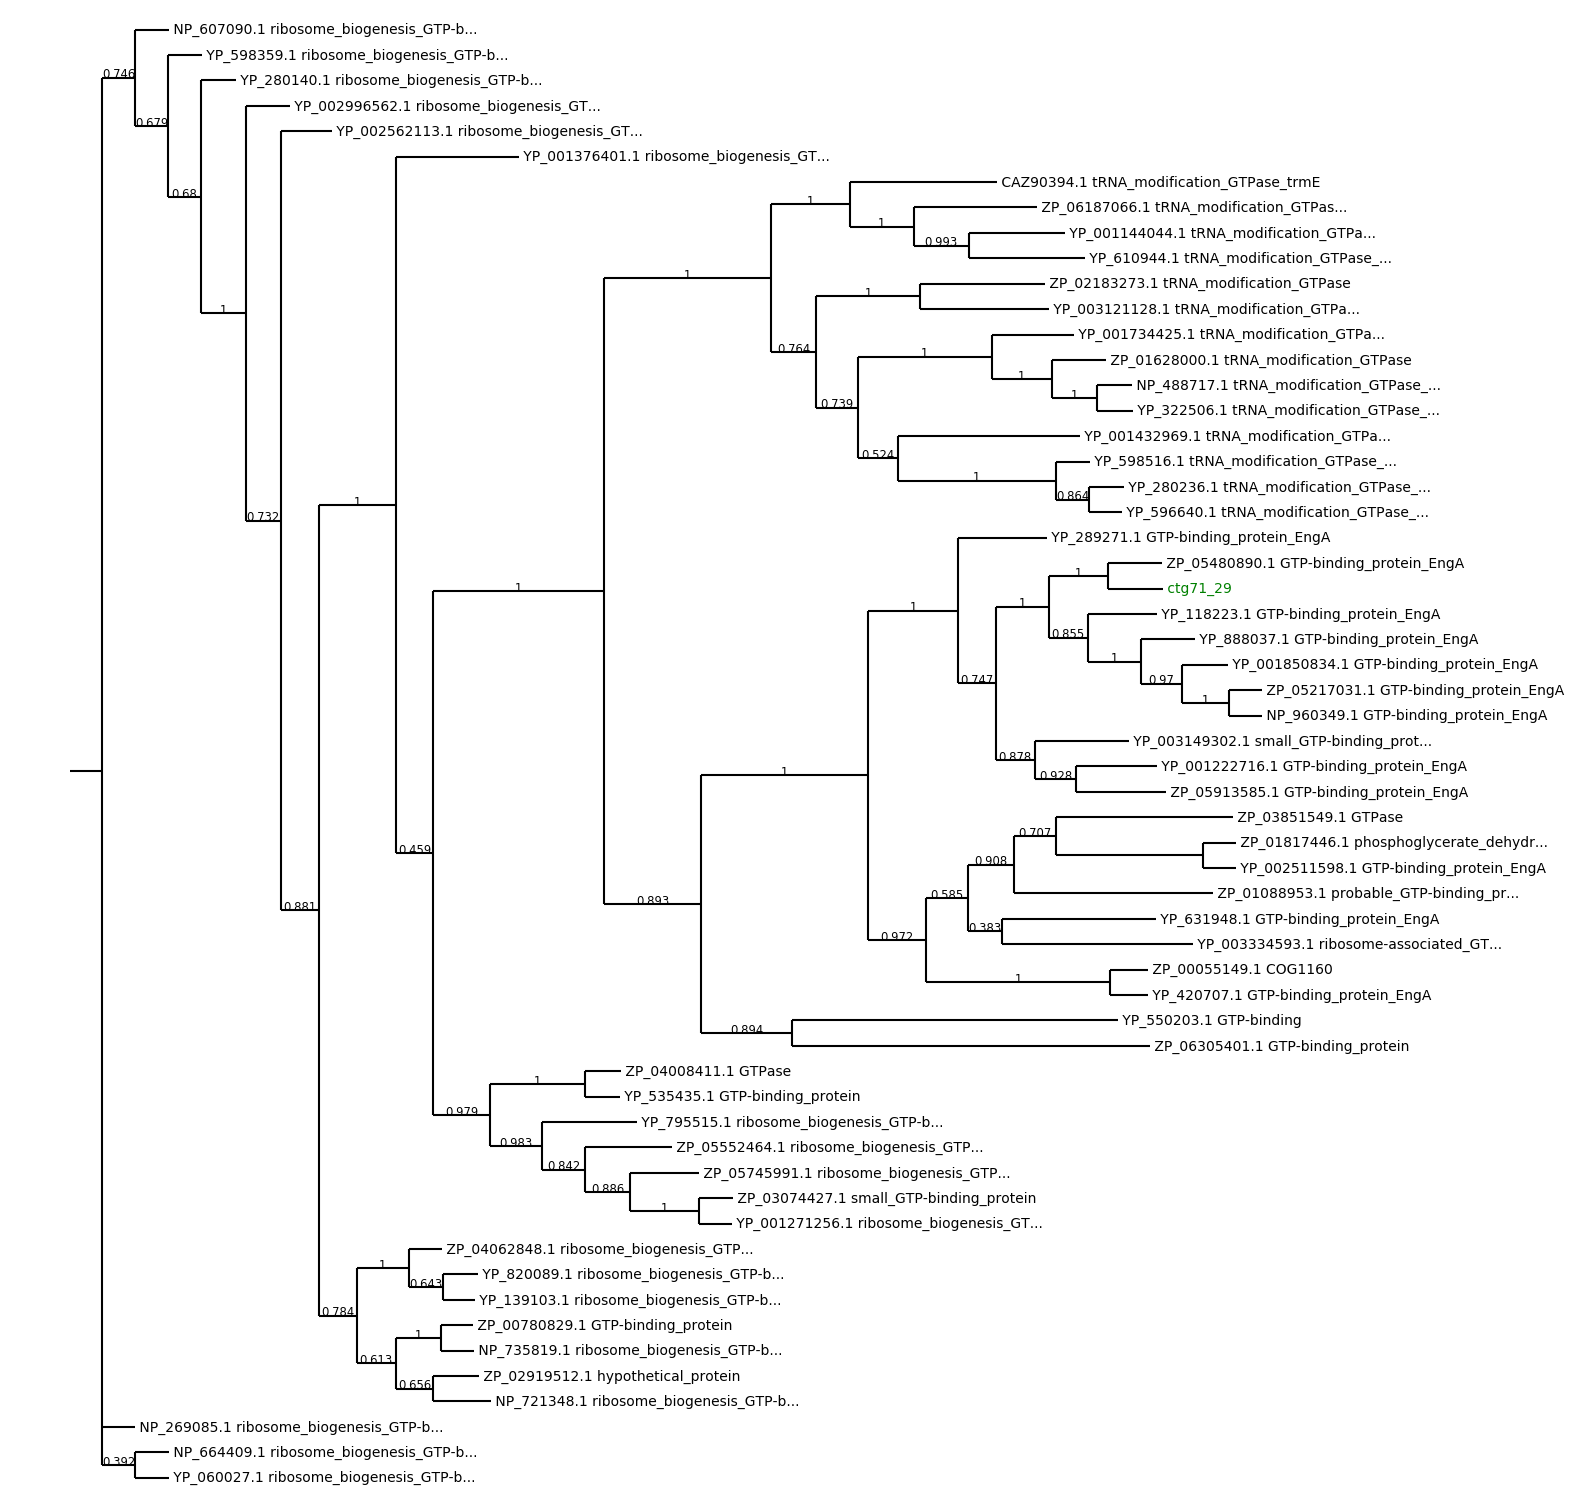 NP_607090.1 ribosome_biogenesis_GTP-b...
YP_598359.1 ribosome_biogenesis_GTP-b...
0.746
YP_280140.1 ribosome_biogenesis_GTP-b...
YP_002996562.1 ribosome_biogenesis_GT...
0.679
YP_002562113.1 ribosome_biogenesis_GT...
YP_001376401.1 ribosome_biogenesis_GT...
CAZ90394.1 tRNA_modification_GTPase_trmE
0.68
1
ZP_06187066.1 tRNA_modification_GTPas...
1
YP_001144044.1 tRNA_modification_GTPa...
0.993
YP_610944.1 tRNA_modification_GTPase_...
1
ZP_02183273.1 tRNA_modification_GTPase
1
YP_003121128.1 tRNA_modification_GTPa...
1
YP_001734425.1 tRNA_modification_GTPa...
0.764
1
ZP_01628000.1 tRNA_modification_GTPase
1
NP_488717.1 tRNA_modification_GTPase_...
1
0.739
YP_322506.1 tRNA_modification_GTPase_...
YP_001432969.1 tRNA_modification_GTPa...
0.524
YP_598516.1 tRNA_modification_GTPase_...
1
YP_280236.1 tRNA_modification_GTPase_...
0.864
1
YP_596640.1 tRNA_modification_GTPase_...
0.732
YP_289271.1 GTP-binding_protein_EngA
ZP_05480890.1 GTP-binding_protein_EngA
1
1
ctg71_29
1
1
YP_118223.1 GTP-binding_protein_EngA
0.855
YP_888037.1 GTP-binding_protein_EngA
1
YP_001850834.1 GTP-binding_protein_EngA
0.747
0.97
ZP_05217031.1 GTP-binding_protein_EngA
1
NP_960349.1 GTP-binding_protein_EngA
YP_003149302.1 small_GTP-binding_prot...
0.878
YP_001222716.1 GTP-binding_protein_EngA
1
0.928
ZP_05913585.1 GTP-binding_protein_EngA
ZP_03851549.1 GTPase
0.707
ZP_01817446.1 phosphoglycerate_dehydr...
0.459
0.908
YP_002511598.1 GTP-binding_protein_EngA
0.585
ZP_01088953.1 probable_GTP-binding_pr...
0.881
0.893
YP_631948.1 GTP-binding_protein_EngA
0.383
0.972
YP_003334593.1 ribosome-associated_GT...
ZP_00055149.1 COG1160
1
YP_420707.1 GTP-binding_protein_EngA
YP_550203.1 GTP-binding
0.894
ZP_06305401.1 GTP-binding_protein
ZP_04008411.1 GTPase
1
YP_535435.1 GTP-binding_protein
0.979
YP_795515.1 ribosome_biogenesis_GTP-b...
0.983
ZP_05552464.1 ribosome_biogenesis_GTP...
0.842
ZP_05745991.1 ribosome_biogenesis_GTP...
0.886
ZP_03074427.1 small_GTP-binding_protein
1
YP_001271256.1 ribosome_biogenesis_GT...
ZP_04062848.1 ribosome_biogenesis_GTP...
1
YP_820089.1 ribosome_biogenesis_GTP-b...
0.643
YP_139103.1 ribosome_biogenesis_GTP-b...
0.784
ZP_00780829.1 GTP-binding_protein
1
NP_735819.1 ribosome_biogenesis_GTP-b...
0.613
ZP_02919512.1 hypothetical_protein
0.656
NP_721348.1 ribosome_biogenesis_GTP-b...
NP_269085.1 ribosome_biogenesis_GTP-b...
NP_664409.1 ribosome_biogenesis_GTP-b...
0.392
YP_060027.1 ribosome_biogenesis_GTP-b...